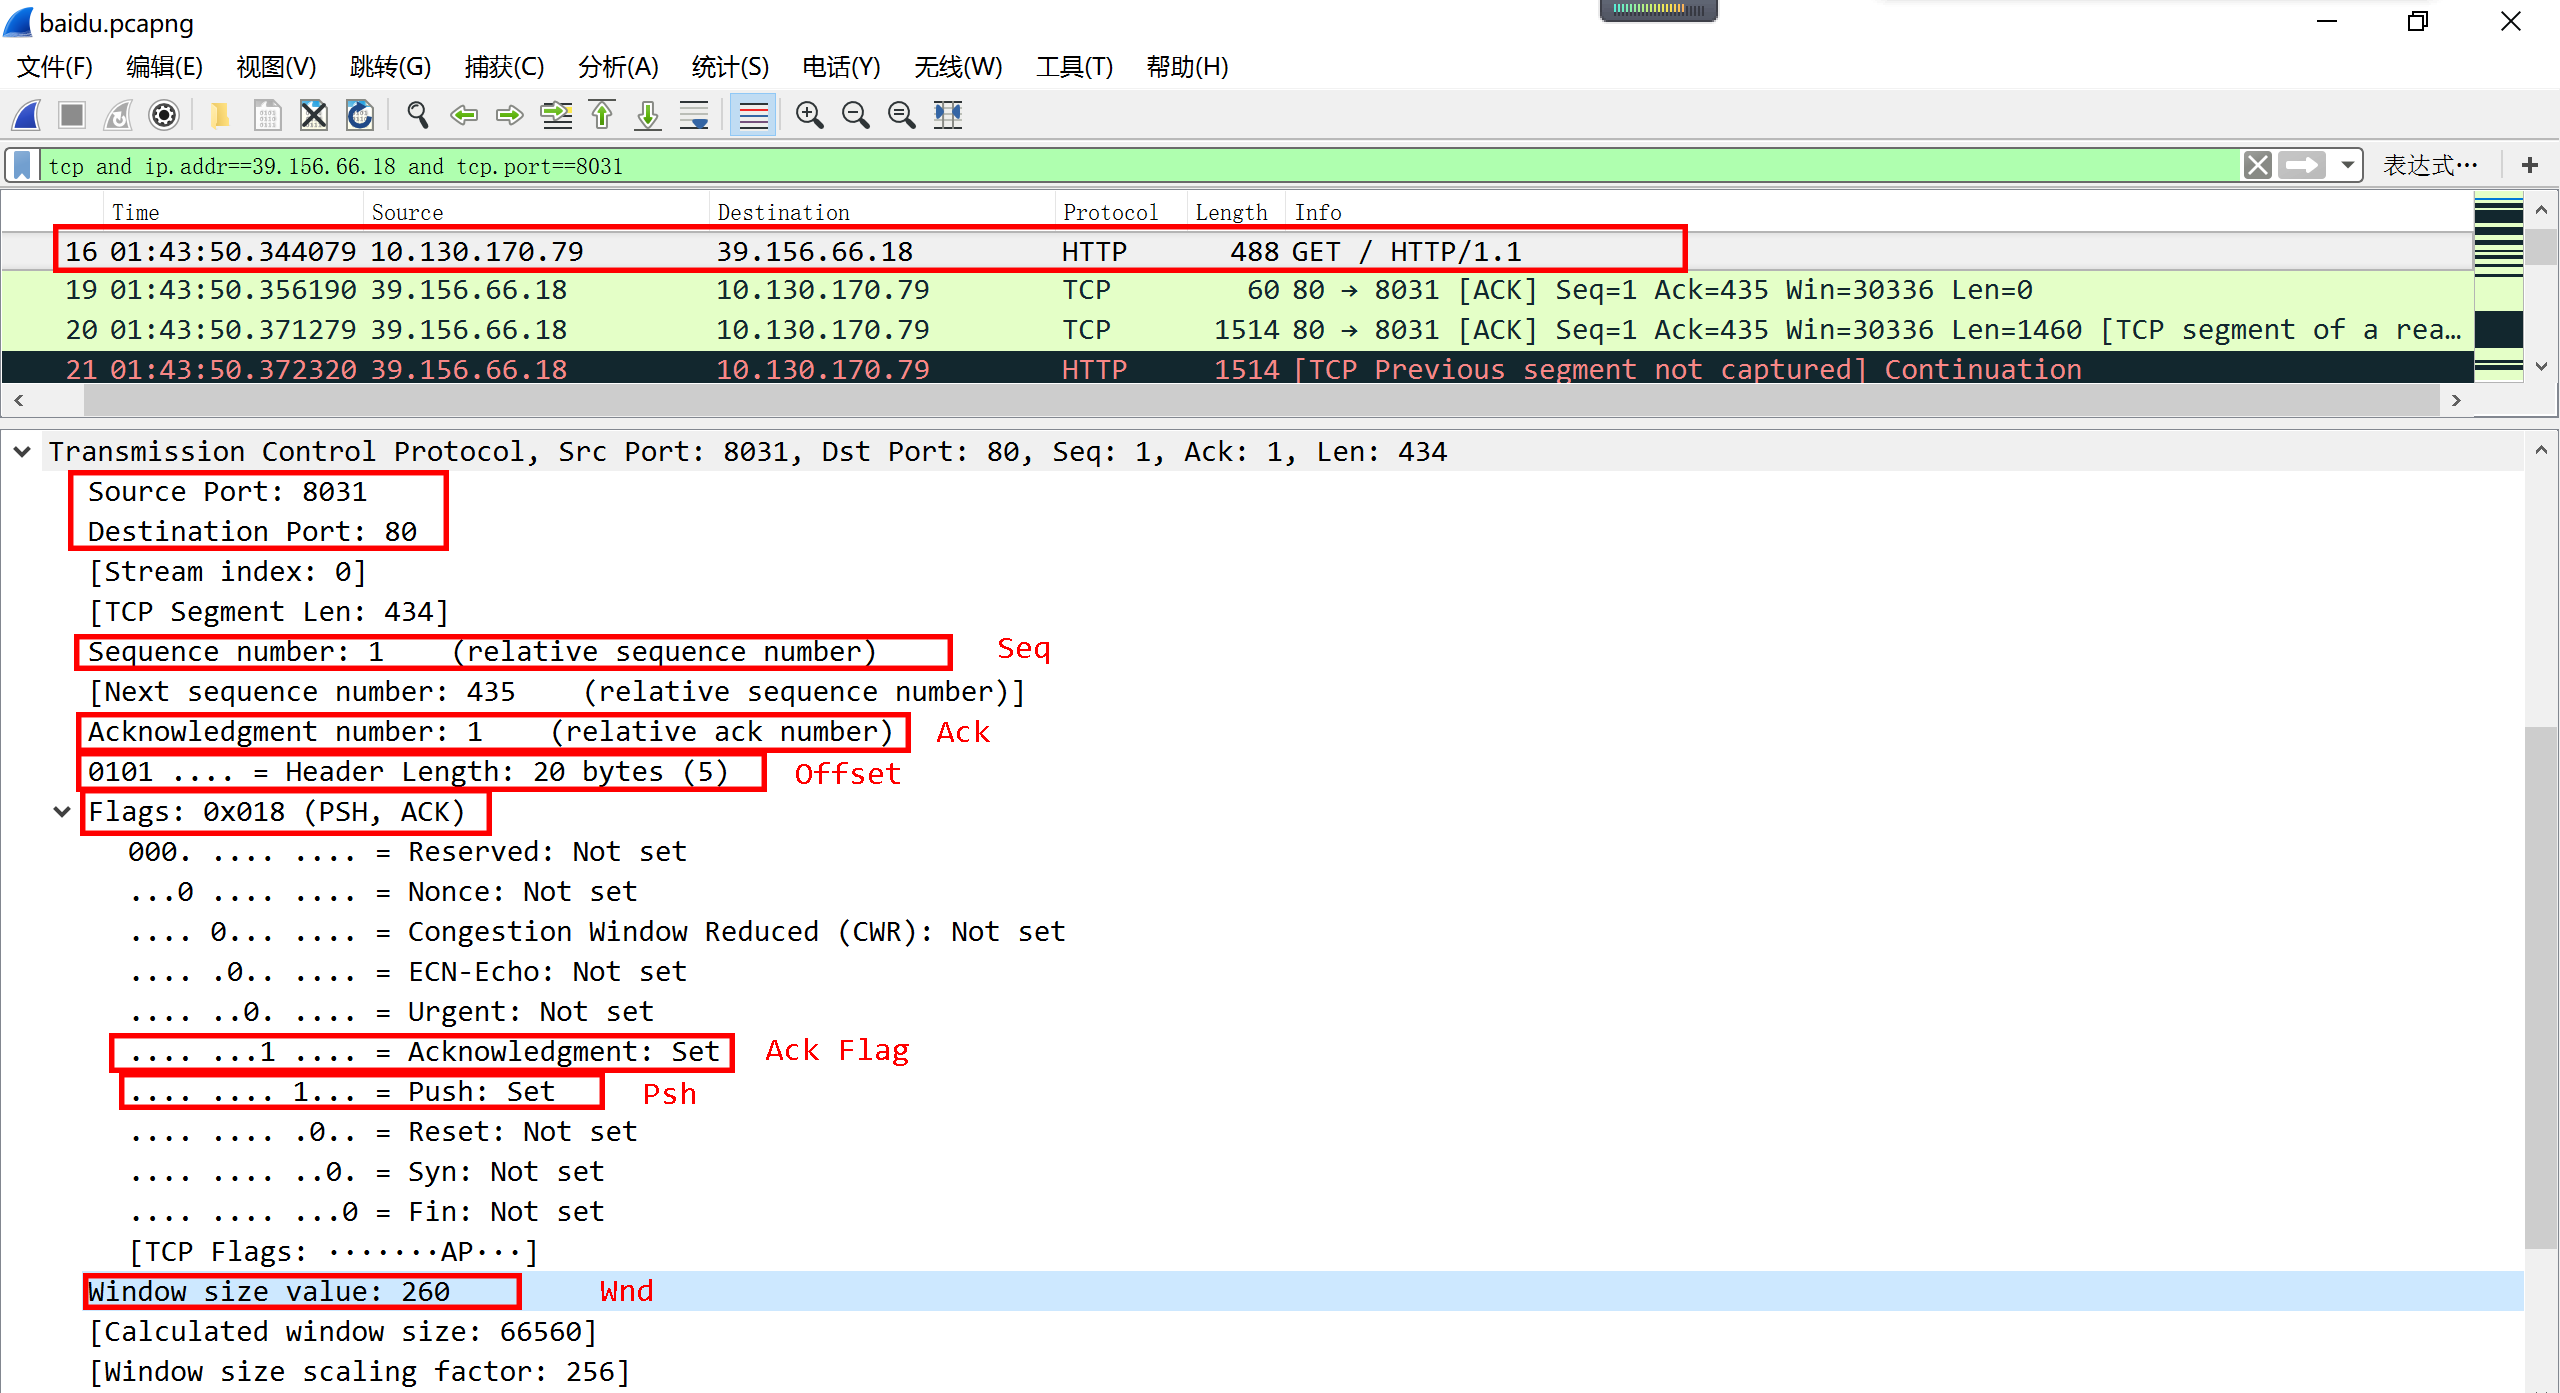 baidu.pcapng
文件(F) 编辑(E) 视图(V) 跳转(G) 捕获(C) 分析(A) 统计(S) 电话(Y) 无线(W) 工具(T) 帮助(H)
tcp and ip.addr==39.156.66.18 and tcp.port==8031 表达式… +
Time Source Destination Protocol Length Info
16 01:43:50.344079 10.130.170.79 39.156.66.18 HTTP 488 GET / HTTP/1.1
19 01:43:50.356190 39.156.66.18 10.130.170.79 TCP 60 80 → 8031 [ACK] Seq=1 Ack=435 Win=30336 Len=0
20 01:43:50.371279 39.156.66.18 10.130.170.79 TCP 1514 80 → 8031 [ACK] Seq=1 Ack=435 Win=30336 Len=1460 [TCP segment of a rea…
21 01:43:50.372320 39.156.66.18 10.130.170.79 HTTP 1514 [TCP Previous segment not captured] Continuation
Transmission Control Protocol, Src Port: 8031, Dst Port: 80, Seq: 1, Ack: 1, Len: 434
Source Port: 8031
Destination Port: 80
[Stream index: 0]
[TCP Segment Len: 434]
Sequence number: 1    (relative sequence number) Seq
[Next sequence number: 435    (relative sequence number)]
Acknowledgment number: 1    (relative ack number) Ack
0101 .... = Header Length: 20 bytes (5) Offset
Flags: 0x018 (PSH, ACK)
000. .... .... = Reserved: Not set
...0 .... .... = Nonce: Not set
.... 0... .... = Congestion Window Reduced (CWR): Not set
.... .0.. .... = ECN-Echo: Not set
.... ..0. .... = Urgent: Not set
.... ...1 .... = Acknowledgment: Set Ack Flag
.... .... 1... = Push: Set Psh
.... .... .0.. = Reset: Not set
.... .... ..0. = Syn: Not set
.... .... ...0 = Fin: Not set
[TCP Flags: ·······AP···]
Window size value: 260 Wnd
[Calculated window size: 66560]
[Window size scaling factor: 256]